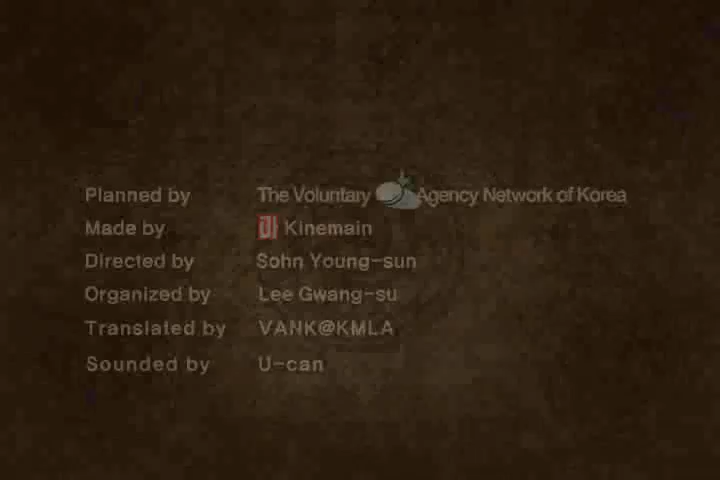 Planned by The Voluntary Agency Network of Korea
Made by Kinemain
Directed by Sohn Young-sun
Organized by Lee Gwang-su
Translated by VANK@KMLA
Sounded by U-can